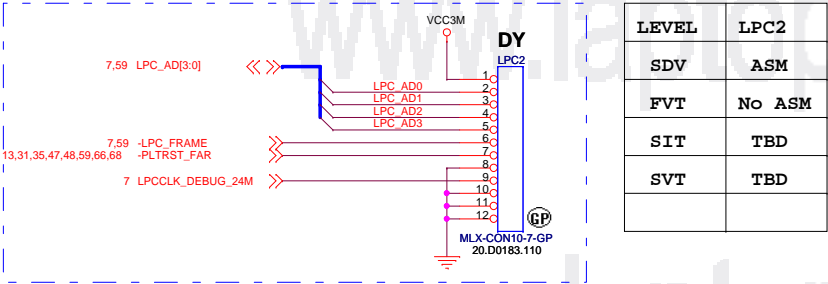 VCC3M
DY
LPC2
7,59 LPC_AD[3:0]
1
LPC_AD0 2
LPC_AD1 3
LPC_AD2 4
LPC_AD3 5
7,59 -LPC_FRAME 6
13,31,35,47,48,59,66,68 -PLTRST_FAR 7
8
7 LPCCLK_DEBUG_24M 9
10
11
12
GP
MLX-CON10-7-GP
20.D0183.110
LEVEL LPC2
SDV ASM
FVT No ASM
SIT TBD
SVT TBD
www.laptop